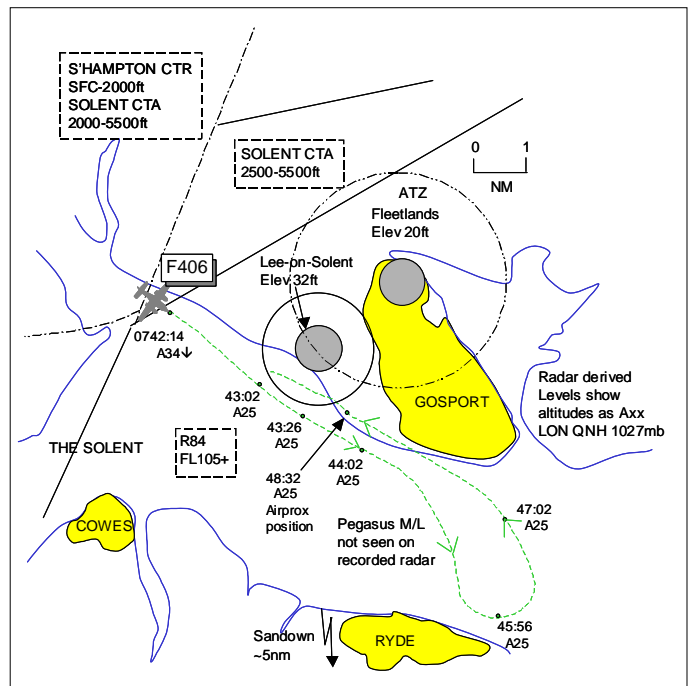 S'HAMPTON CTR
SFC-2000ft
SOLENT CTA
2000-5500ft
SOLENT CTA
2500-5500ft
0 1
NM
ATZ
Fleetlands
Elev 20ft
F406
Lee-on-Solent
Elev 32ft
0742:14
A34↓
43:02
A25
43:26
A25
GOSPORT
Radar derived
Levels show
altitudes as Axx
LON QNH 1027mb
THE SOLENT
R84
FL105+
48:32
A25
Airprox
position
44:02
A25
47:02
A25
COWES
Pegasus M/L
not seen on
recorded radar
45:56
A25
Sandown
~5nm
RYDE